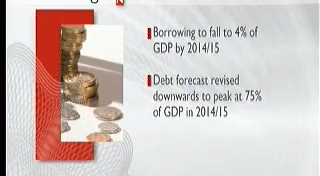 Borrowing to fall to 4% of
GDP by 2014/15
Debt forecast revised
downwards to peak at 75%
of GDP in 2014/15